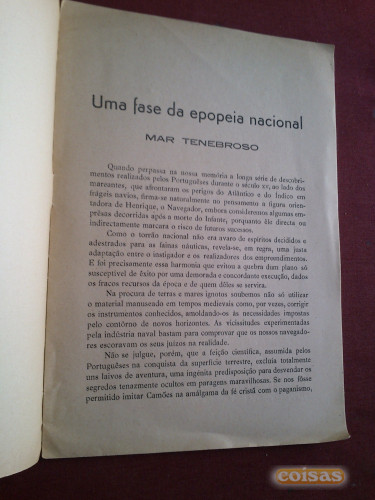 Uma fase da epopeia nacional
MAR TENEBROSO
Quando perpassa na nossa memória a longa série de descobri-
mentos realizados pelos Portuguêses durante o século xv, ao lado dos
mareantes, que afrontaram os perigos do Atlântico e do Índico em
frágeis navios, firma-se naturalmente no pensamento a figura orien-
tadora de Henrique, o Navegador, embora consideremos algumas em-
prêsas decorridas após a morte do Infante, porquanto êle directa ou
indirectamente marcara o risco de futuros sucessos.
Como o torrão nacional não era avaro de espíritos decididos e
adestrados para as fainas náuticas, revela-se, em regra, uma justa
adaptação entre o instigador e os realizadores dos empreendimentos.
E foi precisamente essa harmonia que evitou a quebra dum plano só
susceptível de êxito por uma demorada e concordante execução, dados
os fracos recursos da época e de quem dêles se servira.
Na procura de terras e mares ignotos soubemos não só utilizar
o material manuseado em tempos medievais como, por vezes, corrigir
os instrumentos conhecidos, amoldando-os às necessidades impostas
pelo contôrno de novos horizontes. As vicissitudes experimentadas
pela indústria naval bastam para comprovar que os nossos navegado-
res escoravam os seus juízos na realidade.
Não se julgue, porém, que a feição científica, assumida pelos
Portuguêses na conquista da superfície terrestre, excluía totalmente
uns laivos de aventura, uma ingénita predisposição para desvendar os
segredos tenarmente ocultos em paragens maravilhosas. Se nos fôsse
permitido imitar Camões na amálgama da fé cristã com o paganismo,
coisas